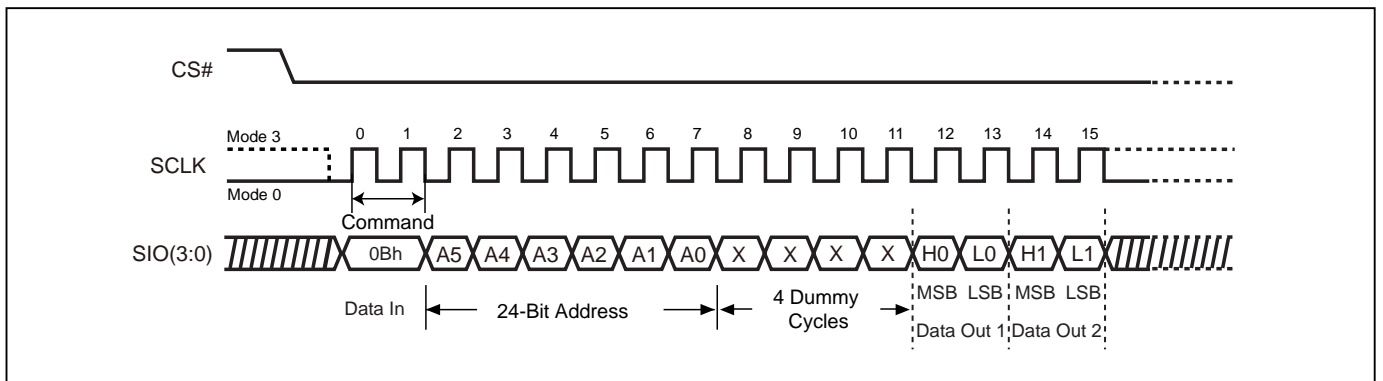 CS#
Mode 3
0 1 2 3 4 5 6 7 8 9 10 11 12 13 14 15
SCLK
Mode 0
Command
SIO(3:0)
0Bh A5 A4 A3 A2 A1 A0 X X X X H0 L0 H1 L1
MSB LSB MSB LSB
Data In
24-Bit Address
4 Dummy
Cycles
Data Out 1 Data Out 2